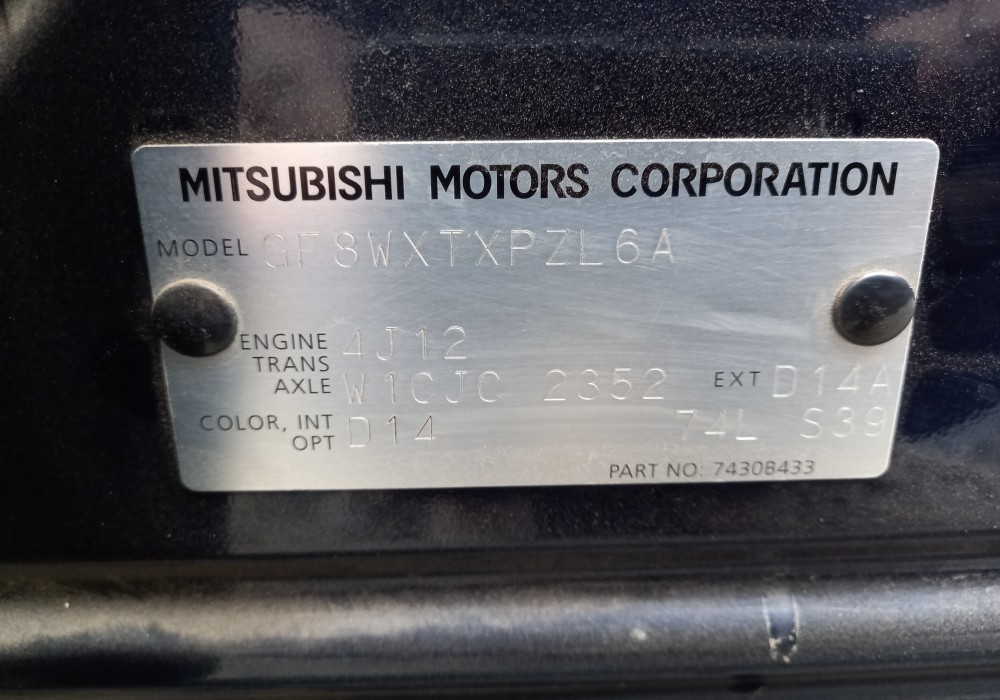 MITSUBISHI MOTORS CORPORATION
MODEL GF8WXTXPZL6A
ENGINE 4J12
TRANS
AXLE W1CJC 2352 EXT D14A
COLOR, INT
OPT D14 74L S39
PART NO: 7430B433